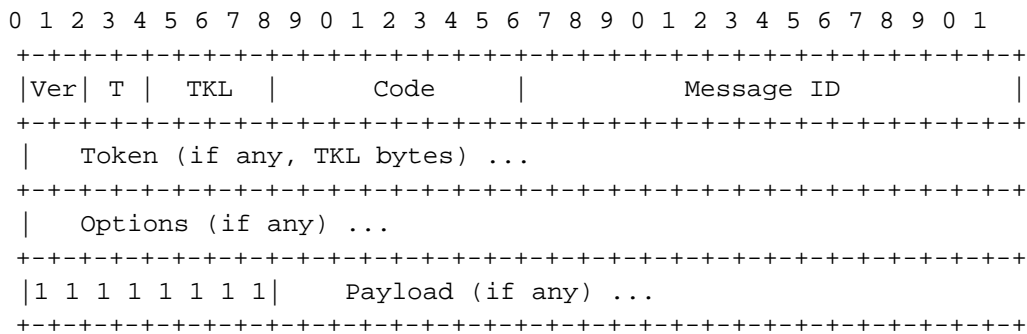 0 1 2 3 4 5 6 7 8 9 0 1 2 3 4 5 6 7 8 9 0 1 2 3 4 5 6 7 8 9 0 1
+-+-+-+-+-+-+-+-+-+-+-+-+-+-+-+-+-+-+-+-+-+-+-+-+-+-+-+-+-+-+-+-+
|Ver| T |  TKL  |      Code     |          Message ID           |
+-+-+-+-+-+-+-+-+-+-+-+-+-+-+-+-+-+-+-+-+-+-+-+-+-+-+-+-+-+-+-+-+
|   Token (if any, TKL bytes) ...
+-+-+-+-+-+-+-+-+-+-+-+-+-+-+-+-+-+-+-+-+-+-+-+-+-+-+-+-+-+-+-+-+
|   Options (if any) ...
+-+-+-+-+-+-+-+-+-+-+-+-+-+-+-+-+-+-+-+-+-+-+-+-+-+-+-+-+-+-+-+-+
|1 1 1 1 1 1 1 1|    Payload (if any) ...
+-+-+-+-+-+-+-+-+-+-+-+-+-+-+-+-+-+-+-+-+-+-+-+-+-+-+-+-+-+-+-+-+